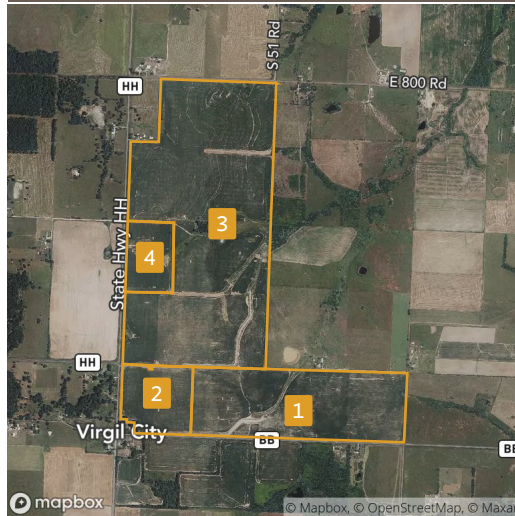 S 51 Rd
HH
E 800 Rd
3
4
State Hwy HH
HH
2
1
Virgil City
BB
BB
mapbox
© Mapbox, © OpenStreetMap, © Maxar